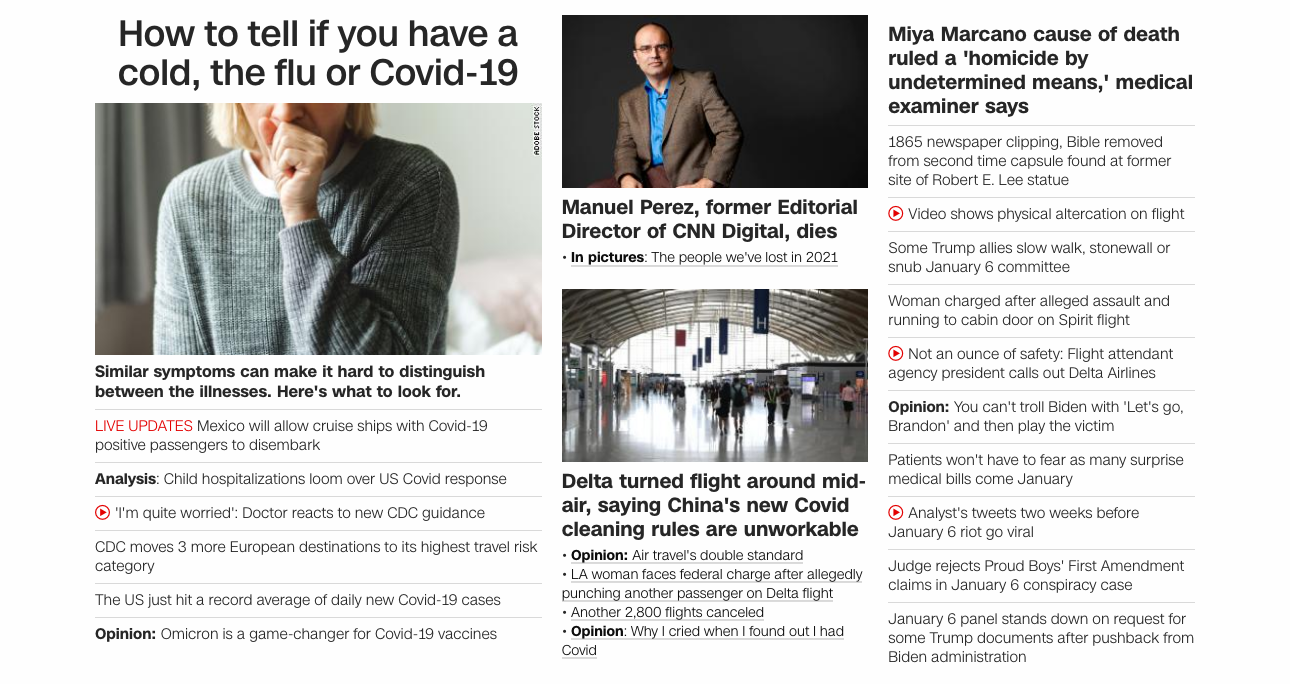 How to tell if you have a
cold, the flu or Covid-19
ADOBE STOCK
Similar symptoms can make it hard to distinguish
between the illnesses. Here's what to look for.
LIVE UPDATES Mexico will allow cruise ships with Covid-19
positive passengers to disembark
Analysis: Child hospitalizations loom over US Covid response
'I'm quite worried': Doctor reacts to new CDC guidance
CDC moves 3 more European destinations to its highest travel risk
category
The US just hit a record average of daily new Covid-19 cases
Opinion: Omicron is a game-changer for Covid-19 vaccines
Manuel Perez, former Editorial
Director of CNN Digital, dies
• In pictures: The people we've lost in 2021
H
Delta turned flight around mid-
air, saying China's new Covid
cleaning rules are unworkable
• Opinion: Air travel's double standard
• LA woman faces federal charge after allegedly
punching another passenger on Delta flight
• Another 2,800 flights canceled
• Opinion: Why I cried when I found out I had
Covid
Miya Marcano cause of death
ruled a 'homicide by
undetermined means,' medical
examiner says
1865 newspaper clipping, Bible removed
from second time capsule found at former
site of Robert E. Lee statue
Video shows physical altercation on flight
Some Trump allies slow walk, stonewall or
snub January 6 committee
Woman charged after alleged assault and
running to cabin door on Spirit flight
Not an ounce of safety: Flight attendant
agency president calls out Delta Airlines
Opinion: You can't troll Biden with 'Let's go,
Brandon' and then play the victim
Patients won't have to fear as many surprise
medical bills come January
Analyst's tweets two weeks before
January 6 riot go viral
Judge rejects Proud Boys' First Amendment
claims in January 6 conspiracy case
January 6 panel stands down on request for
some Trump documents after pushback from
Biden administration